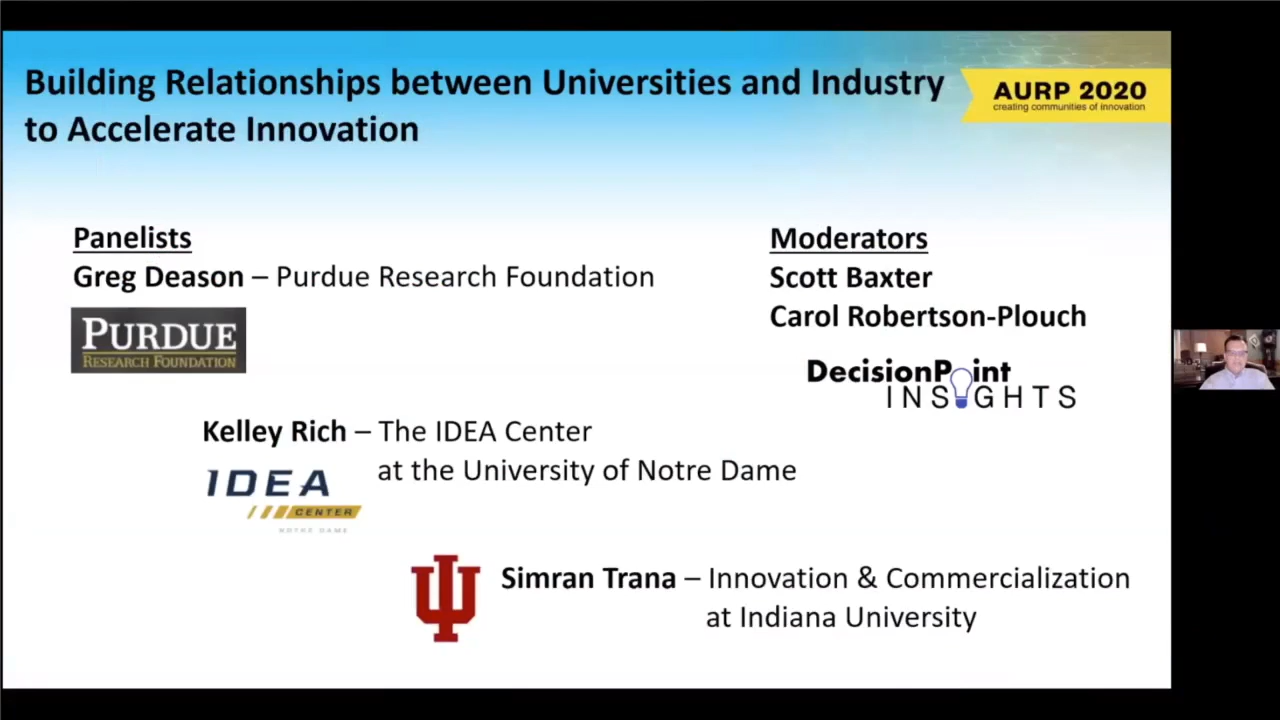 Building Relationships between Universities and Industry
to Accelerate Innovation
AURP 2020
creating communities of innovation
Panelists
Greg Deason – Purdue Research Foundation
PURDUE
RESEARCH FOUNDATION
Moderators
Scott Baxter
Carol Robertson-Plouch
DecisionPoint
INSIGHTS
Kelley Rich – The IDEA Center
at the University of Notre Dame
IDEA
CENTER
NOTRE DAME
Simran Trana – Innovation & Commercialization
at Indiana University